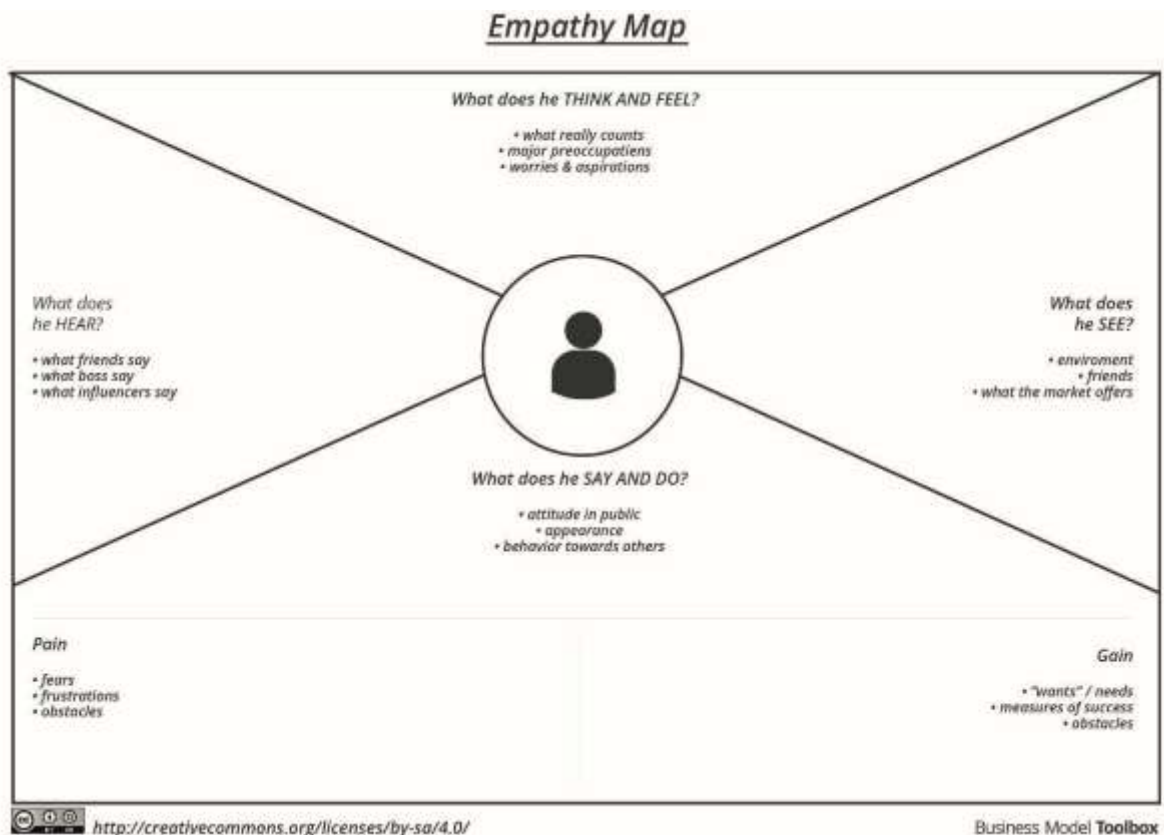 Empathy Map
What does he THINK AND FEEL?
• what really counts
• major preoccupatiens
• worries & aspirations
What does
he HEAR?
• what friends say
• what boss say
• what influencers say
What does
he SEE?
• enviroment
• friends
• what the market offers
What does he SAY AND DO?
• attitude in public
• appearance
• behavior towards others
Pain
• fears
• frustrations
• obstacles
Gain
• "wants" / needs
• measures of success
• obstacles
http://creativecommons.org/licenses/by-sa/4.0/
Business Model Toolbox